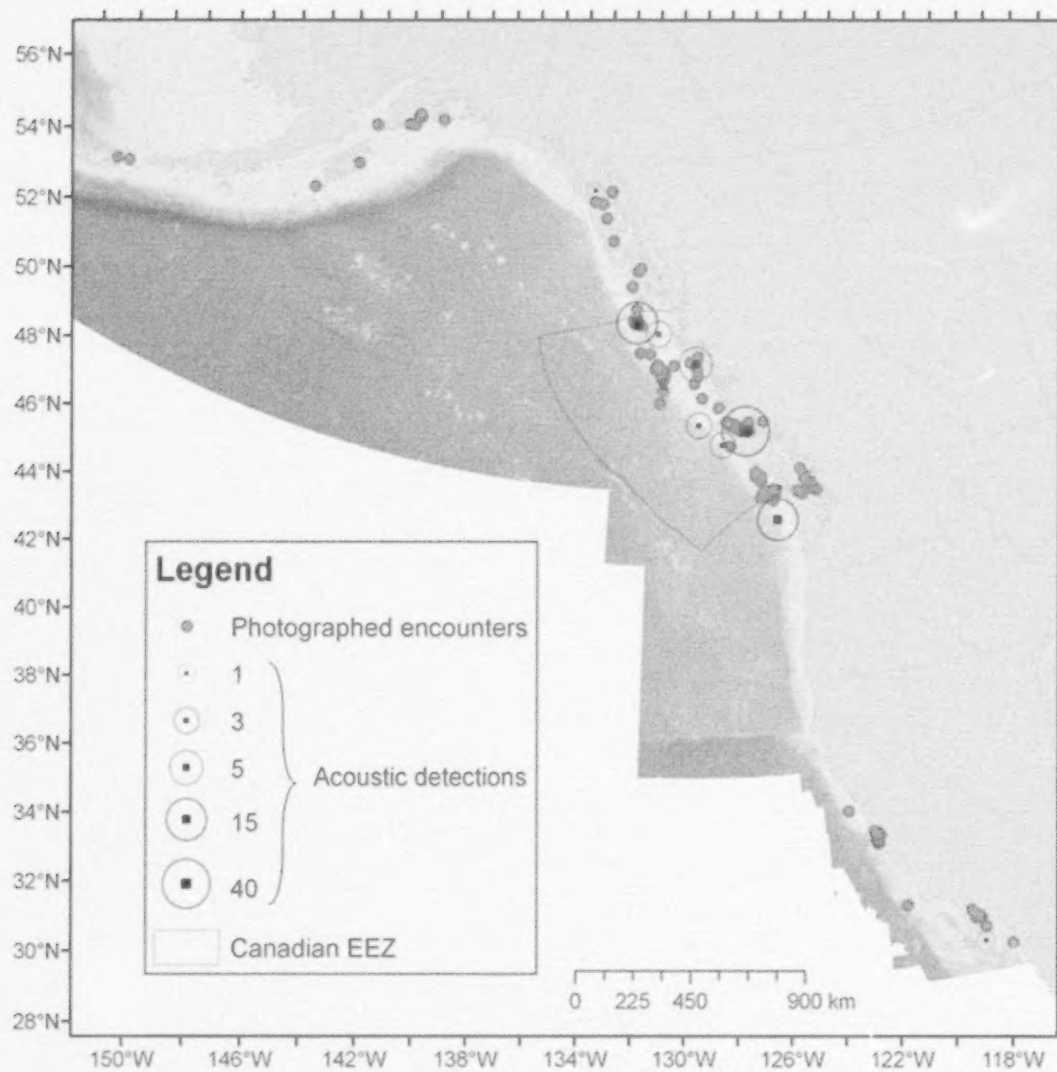 56°N
54°N
52°N
50°N
48°N
46°N
44°N
42°N
40°N
38°N
36°N
34°N
32°N
30°N
28°N
Legend
Photographed encounters
1
3
5
15
40
Acoustic detections
Canadian EEZ
0 225 450 900 km
150°W 146°W 142°W 138°W 134°W 130°W 126°W 122°W 118°W